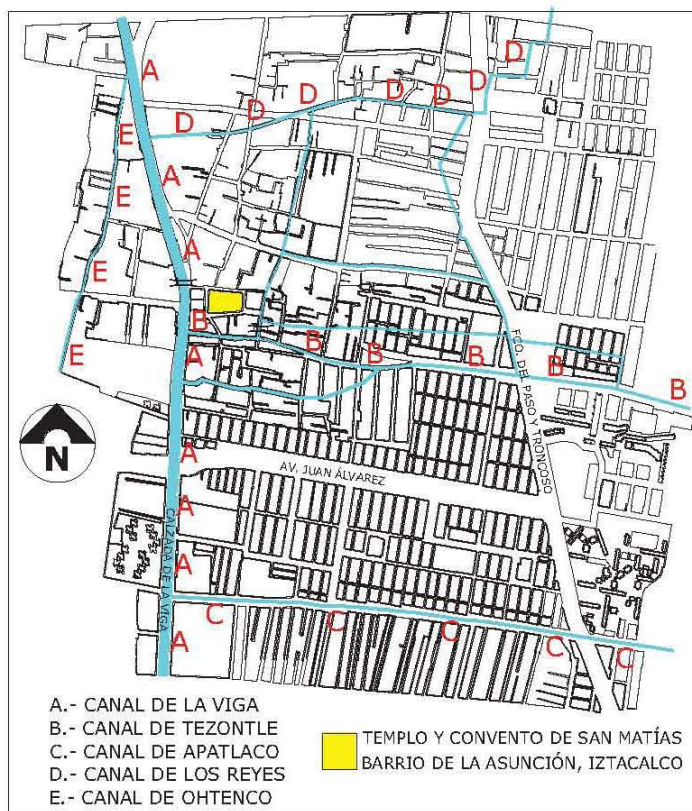 D
D
A
D
D
D
D
D
D
E
A
E
A
E
B
B
A
B
B
B
E
B
FCO. DEL PASO Y TRONCOSO
N
A
AV. JUAN ÁLVAREZ
A
CALZADA DE LA VIGA
A
C
C
C
C
C
A
A.- CANAL DE LA VIGA
B.- CANAL DE TEZONTLE
C.- CANAL DE APATLACO
D.- CANAL DE LOS REYES
E.- CANAL DE OHTENCO
TEMPLO Y CONVENTO DE SAN MATÍAS
BARRIO DE LA ASUNCIÓN, IZTACALCO